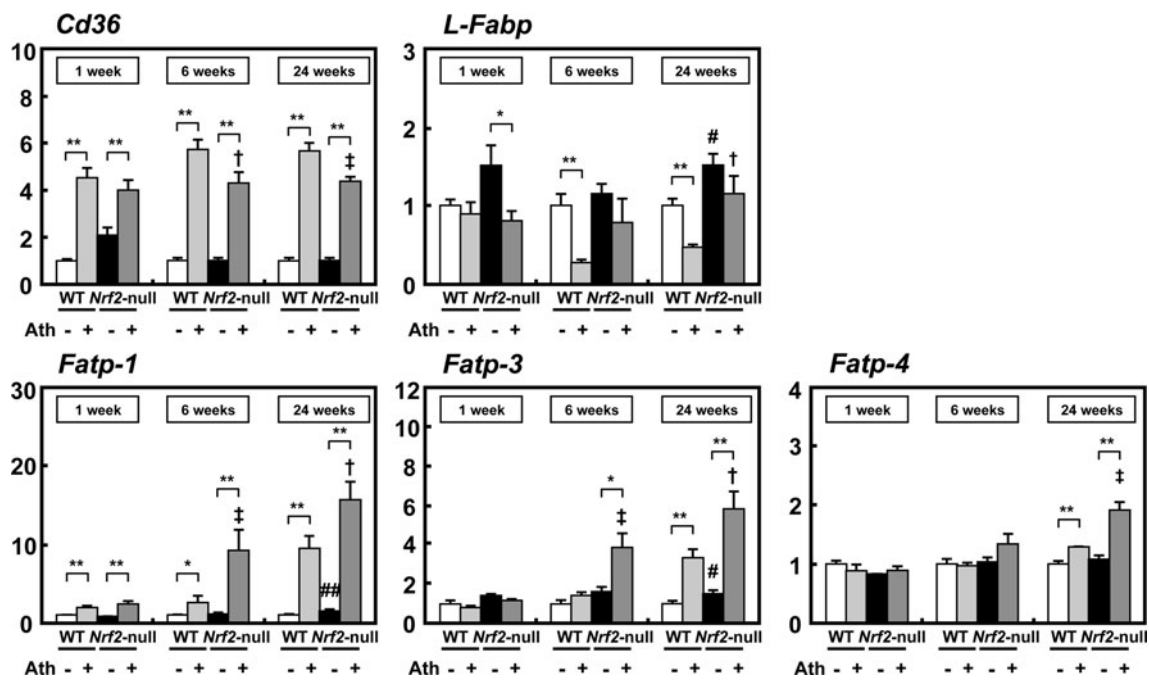 Cd36
10
8
6
4
2
0
1 week
6 weeks
24 weeks
** ** ** ** † ** ** ‡
WT Nrf2-null WT Nrf2-null WT Nrf2-null
Ath - + - + - + - + - + - +
L-Fabp
3
2
1
0
1 week
6 weeks
24 weeks
* ** ** # †
WT Nrf2-null WT Nrf2-null WT Nrf2-null
Ath - + - + - + - + - + - +
Fatp-1
30
20
10
0
1 week
6 weeks
24 weeks
** ** * ** ‡ ** ## ** †
WT Nrf2-null WT Nrf2-null WT Nrf2-null
Ath - + - + - + - + - + - +
Fatp-3
12
10
8
6
4
2
0
1 week
6 weeks
24 weeks
* ‡ ** # ** †
WT Nrf2-null WT Nrf2-null WT Nrf2-null
Ath - + - + - + - + - + - +
Fatp-4
4
3
2
1
0
1 week
6 weeks
24 weeks
** ** ‡
WT Nrf2-null WT Nrf2-null WT Nrf2-null
Ath - + - + - + - + - + - +